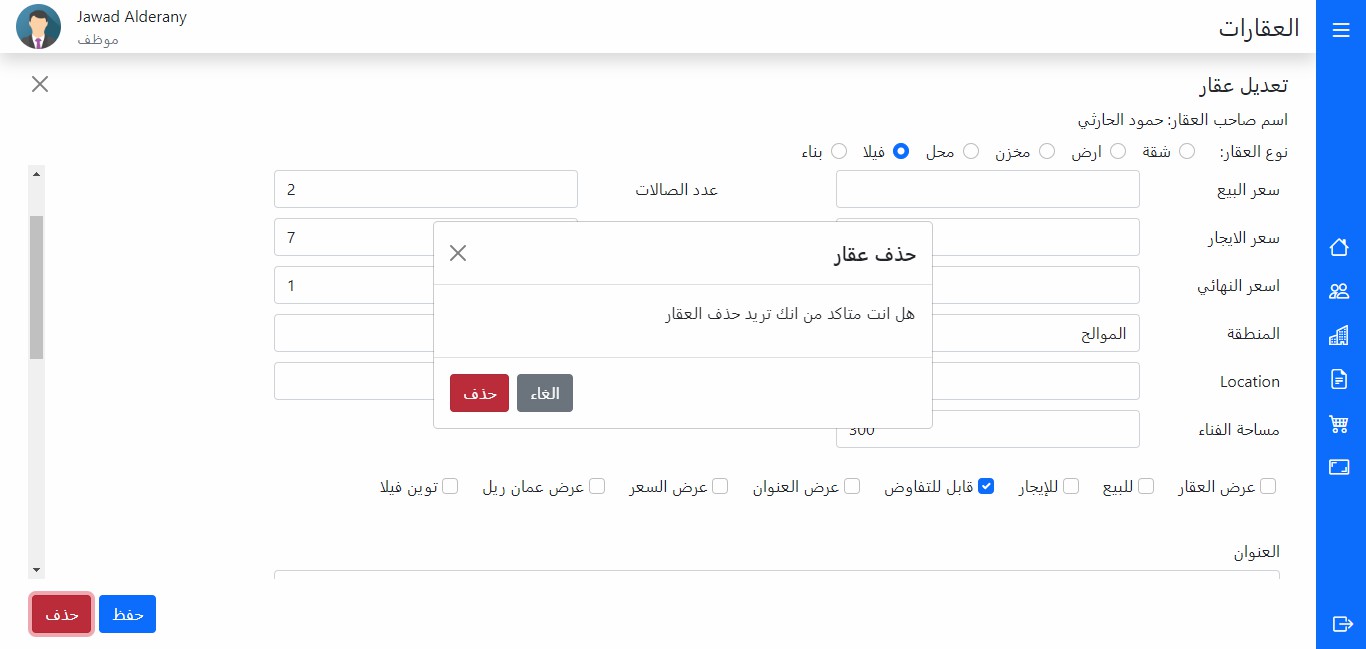 العقارات
Jawad Alderany
موظف
تعديل عقار
اسم صاحب العقار: حمود الحارثي
نوع العقار: شقة ارض مخزن محل فيلا بناء
سعر البيع
عدد الصالات 2
سعر الايجار
7
حذف عقار
اسعر النهائي
1
هل انت متاكد من انك تريد حذف العقار
المنطقة الموالح
Location
الغاء حذف
مساحة الفناء 300
عرض العقار للبيع للإيجار قابل للتفاوض عرض العنوان عرض السعر عرض عمان ريل توين فيلا
العنوان
حفظ حذف